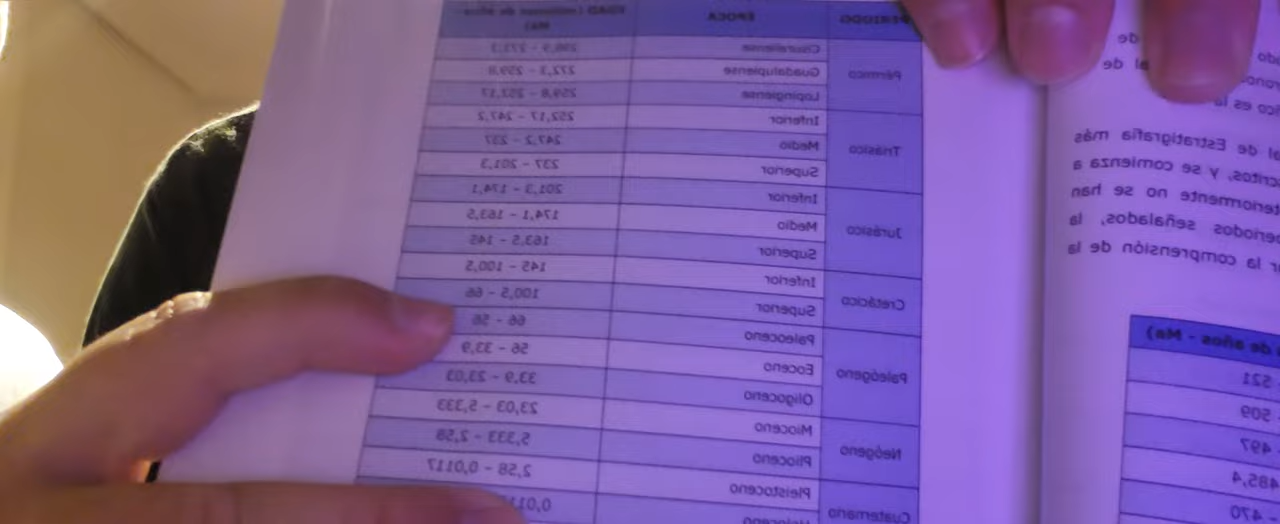 PERIODO ÉPOCA EDAD (millones de años - Ma)
Pérmico
Cisuraliense 298,9 - 272,3
Guadalupiense 272,3 - 259,8
Lopingiense 259,8 - 252,17
Triásico
Inferior 252,17 - 247,2
Medio 247,2 - 237
Superior 237 - 201,3
Jurásico
Inferior 201,3 - 174,1
Medio 174,1 - 163,5
Superior 163,5 - 145
Cretácico
Inferior 145 - 100,5
Superior 100,5 - 66
Paleógeno
Paleoceno 66 - 56
Eoceno 56 - 33,9
Oligoceno 33,9 - 23,03
Neógeno
Mioceno 23,03 - 5,333
Plioceno 5,333 - 2,58
Cuaternario
Pleistoceno 2,58 - 0,0117
Holoceno
de
al de
ico es la
al de Estratigrafía más
scritos, y se comienza a
teriormente no se han
periodos señalados, la
ar la comprensión de la
de años - Ma)
521
509
497
485,4
470